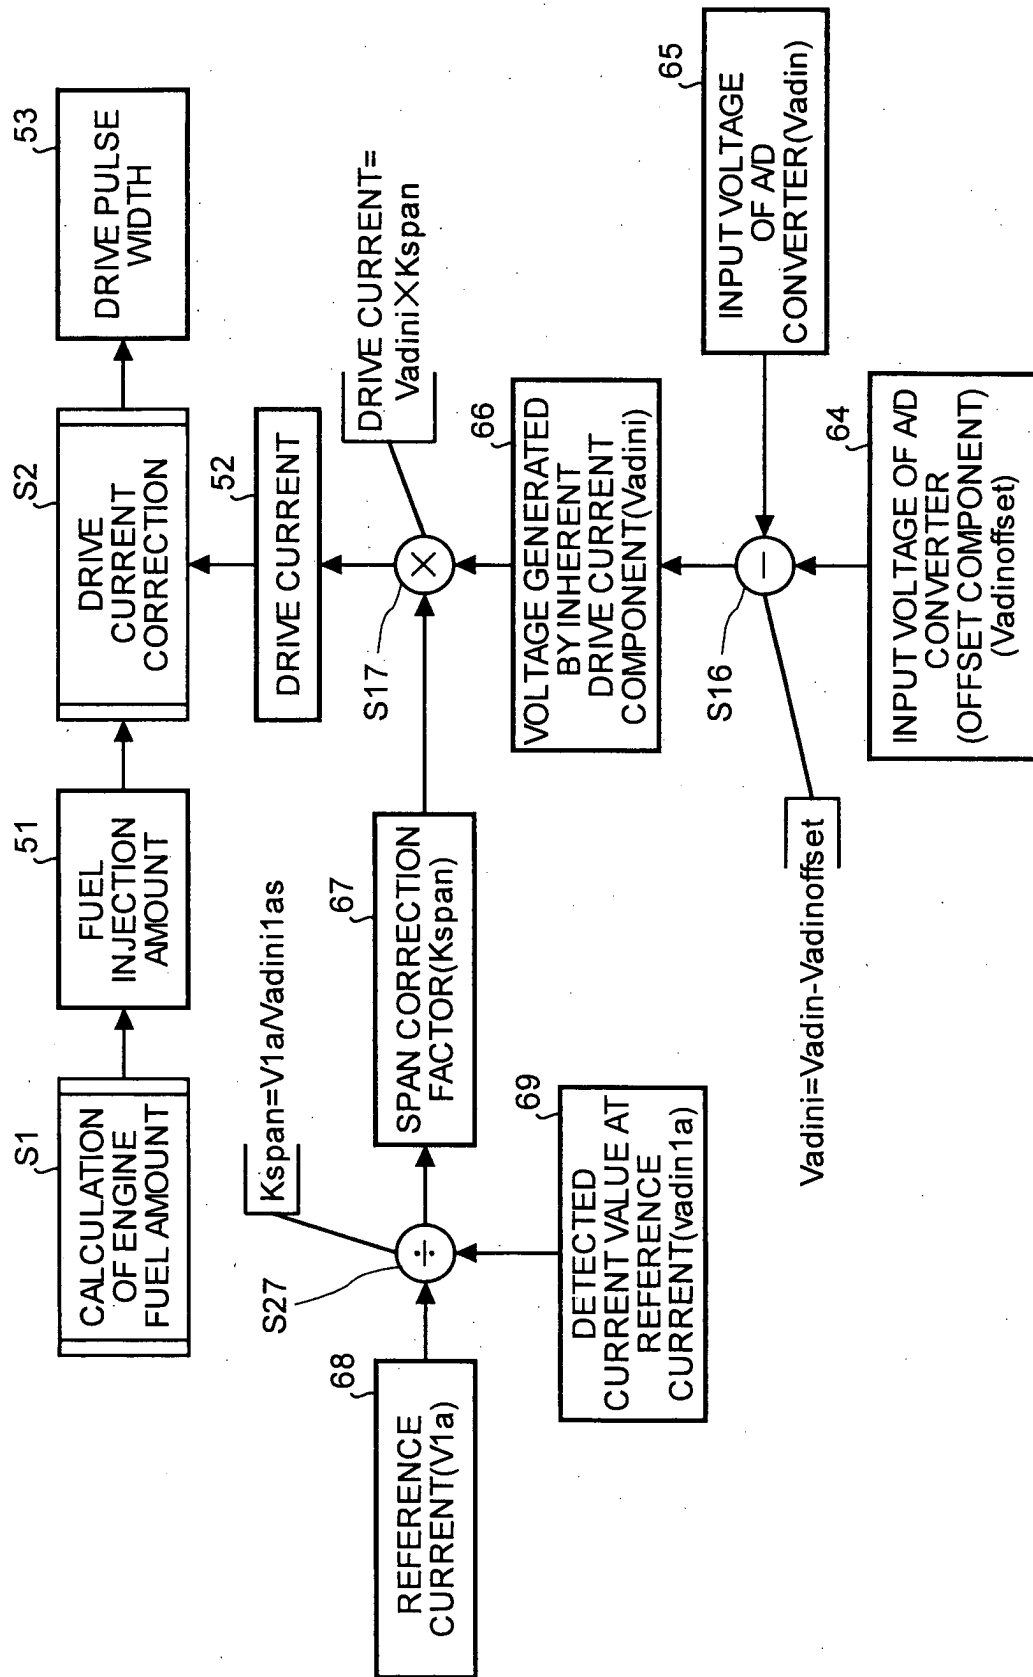 S1
CALCULATION
OF ENGINE
FUEL AMOUNT
51
FUEL
INJECTION
AMOUNT
S2
DRIVE
CURRENT
CORRECTION
53
DRIVE PULSE
WIDTH
52
DRIVE CURRENT
S17
×
DRIVE CURRENT=
Vadini×Kspan
68
REFERENCE
CURRENT(V1a)
S27
÷
Kspan=V1a/Vadini1as
67
SPAN CORRECTION
FACTOR(Kspan)
69
DETECTED
CURRENT VALUE AT
REFERENCE
CURRENT(vadin1a)
66
VOLTAGE GENERATED
BY INHERENT
DRIVE CURRENT
COMPONENT(Vadini)
S16
−
Vadini=Vadin-Vadinoffset
65
INPUT VOLTAGE
OF A/D
CONVERTER(Vadin)
64
INPUT VOLTAGE OF A/D
CONVERTER
(OFFSET COMPONENT)
(Vadinoffset)